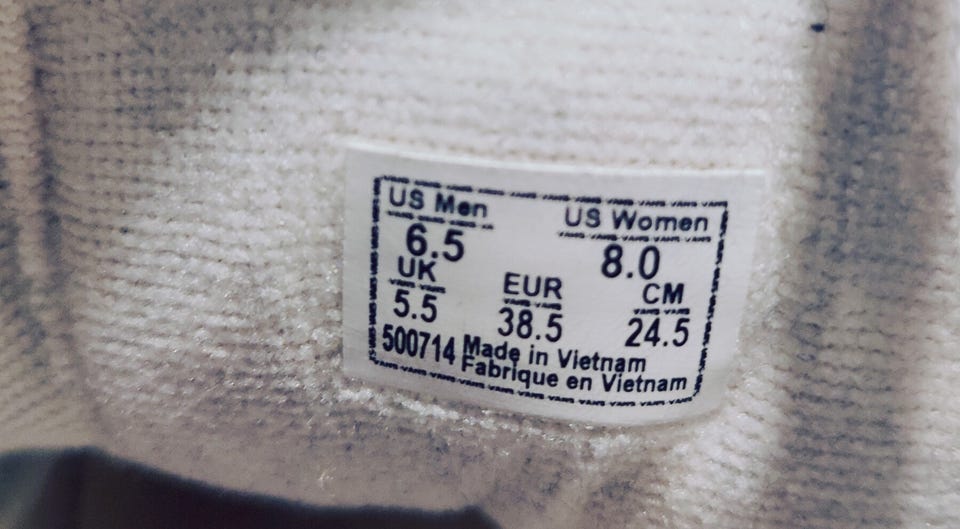 US Men US Women
6.5 8.0
UK EUR CM
5.5 38.5 24.5
500714 Made in Vietnam
Fabrique en Vietnam